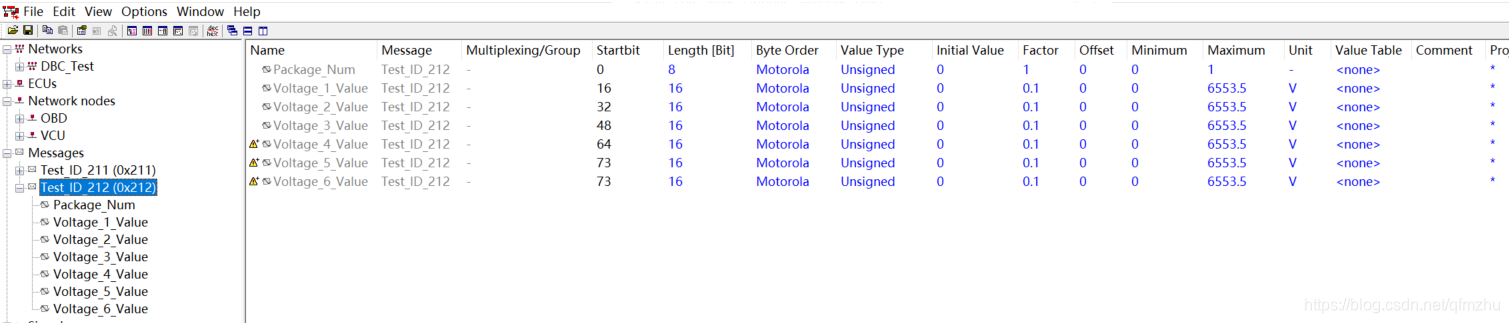 File Edit View Options Window Help
Networks
DBC_Test
ECUs
Network nodes
OBD
VCU
Messages
Test_ID_211 (0x211)
Test_ID_212 (0x212)
Package_Num
Voltage_1_Value
Voltage_2_Value
Voltage_3_Value
Voltage_4_Value
Voltage_5_Value
Voltage_6_Value
Name Message Multiplexing/Group Startbit Length [Bit] Byte Order Value Type Initial Value Factor Offset Minimum Maximum Unit Value Table Comment Pro
Package_Num Test_ID_212 - 0 8 Motorola Unsigned 0 1 0 0 1 - <none> *
Voltage_1_Value Test_ID_212 - 16 16 Motorola Unsigned 0 0.1 0 0 6553.5 V <none> *
Voltage_2_Value Test_ID_212 - 32 16 Motorola Unsigned 0 0.1 0 0 6553.5 V <none> *
Voltage_3_Value Test_ID_212 - 48 16 Motorola Unsigned 0 0.1 0 0 6553.5 V <none> *
Voltage_4_Value Test_ID_212 - 64 16 Motorola Unsigned 0 0.1 0 0 6553.5 V <none> *
Voltage_5_Value Test_ID_212 - 73 16 Motorola Unsigned 0 0.1 0 0 6553.5 V <none> *
Voltage_6_Value Test_ID_212 - 73 16 Motorola Unsigned 0 0.1 0 0 6553.5 V <none> *
https://blog.csdn.net/qfmzhu